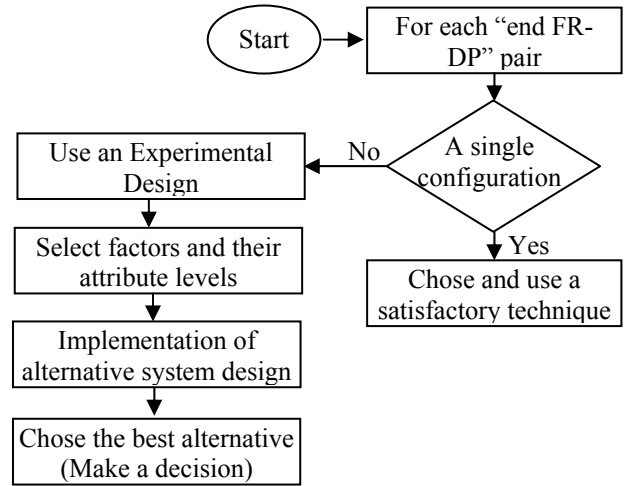 Start
For each “end FR-
DP” pair
A single
configuration
No
Yes
Use an Experimental
Design
Chose and use a
satisfactory technique
Select factors and their
attribute levels
Implementation of
alternative system design
Chose the best alternative
(Make a decision)